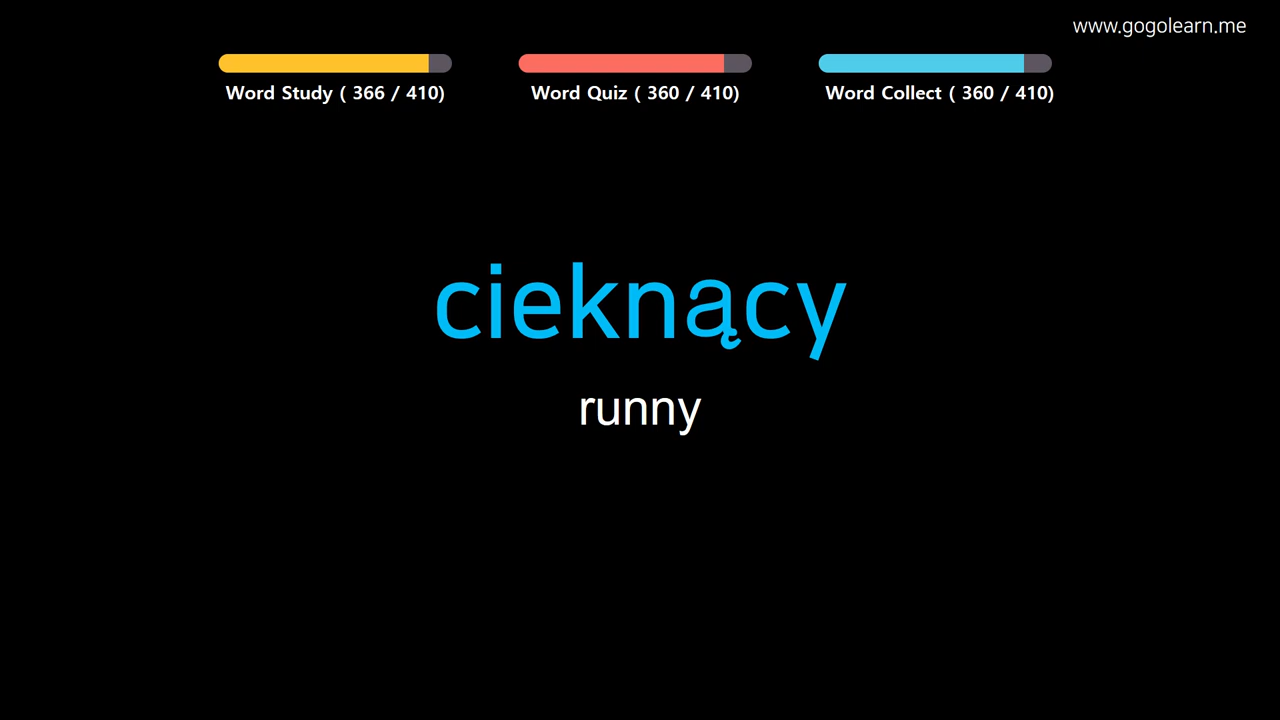 www.gogolearn.me
Word Study ( 366 / 410)
Word Quiz ( 360 / 410)
Word Collect ( 360 / 410)
cieknący
runny